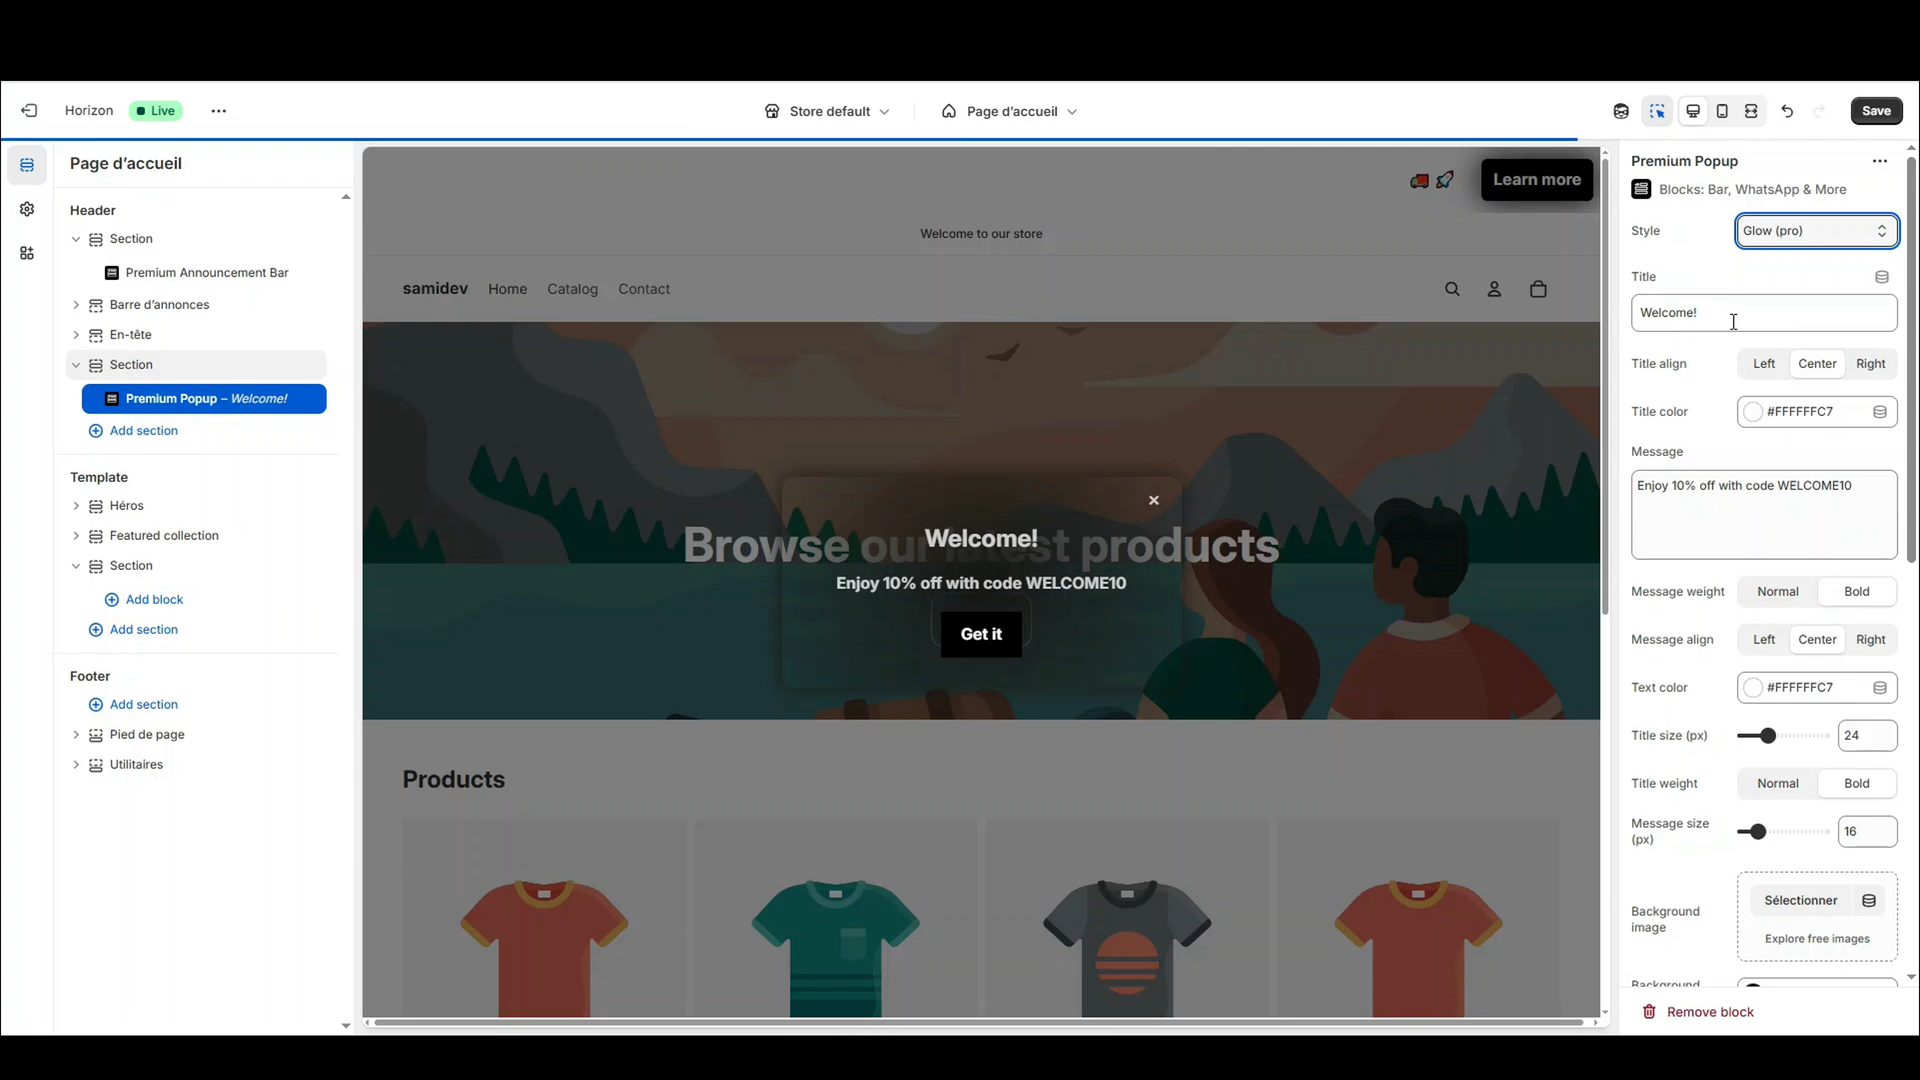 Horizon
Live
Store default
Page d’accueil
Save
Page d’accueil
Header
Section
Premium Announcement Bar
Barre d’annonces
En-tête
Section
Premium Popup – Welcome!
Add section
Template
Héros
Featured collection
Section
Add block
Add section
Footer
Add section
Pied de page
Utilitaires
Learn more
Welcome to our store
samidev
Home
Catalog
Contact
Browse our latest products
Welcome!
Enjoy 10% off with code WELCOME10
Get it
Products
Premium Popup
Blocks: Bar, WhatsApp & More
Style
Glow (pro)
Title
Welcome!
Title align
Left
Center
Right
Title color
#FFFFFFC7
Message
Enjoy 10% off with code WELCOME10
Message weight
Normal
Bold
Message align
Left
Center
Right
Text color
#FFFFFFC7
Title size (px)
24
Title weight
Normal
Bold
Message size
(px)
16
Background
image
Sélectionner
Explore free images
Background
Remove block